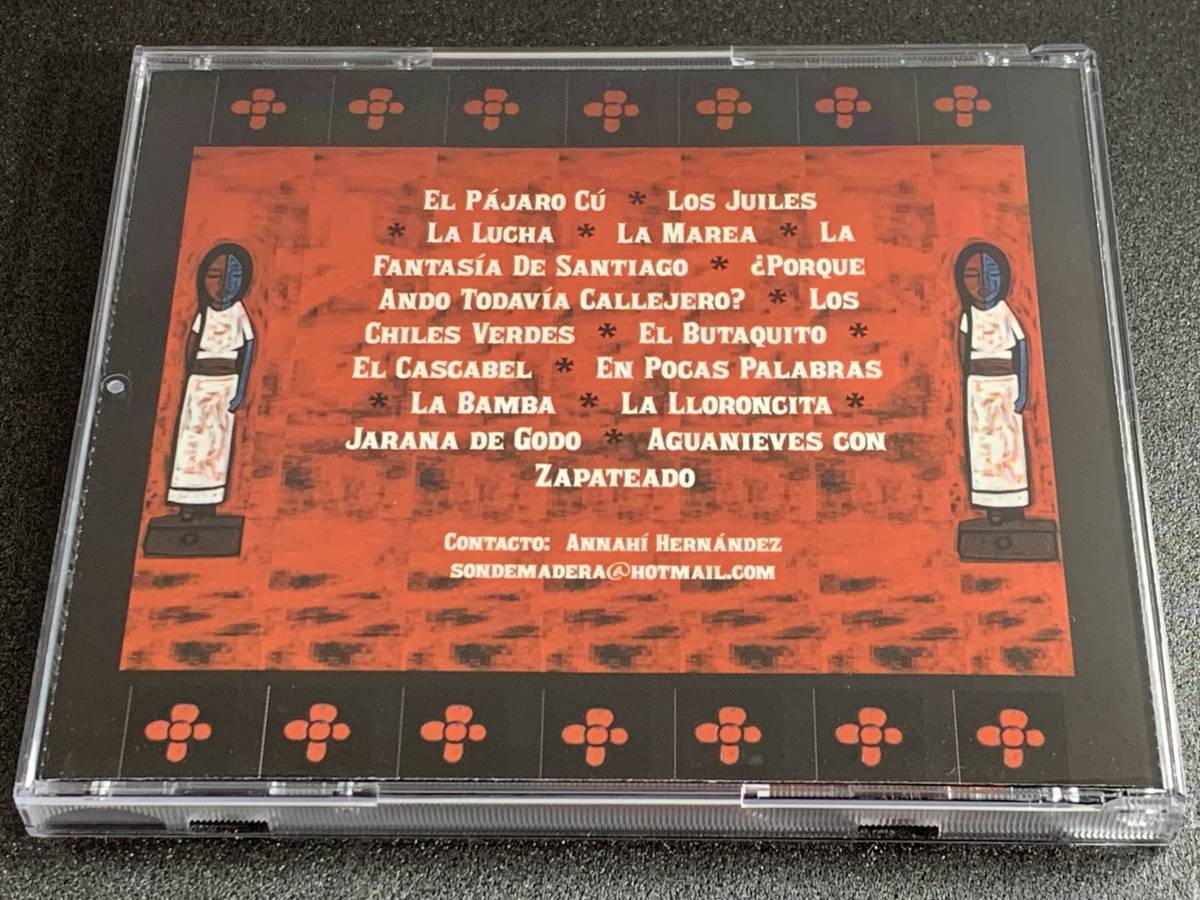 El Pájaro Cú * Los Juiles
* La Lucha * La Marea * La
Fantasía De Santiago * ¿Porque
Ando Todavía Callejero? * Los
Chiles Verdes * El Butaquito *
El Cascabel * En Pocas Palabras
* La Bamba * La Lloroncita *
Jarana de Godo * Aguanieves con
Zapateado
Contacto: Annahí Hernández
sondemadera@hotmail.com